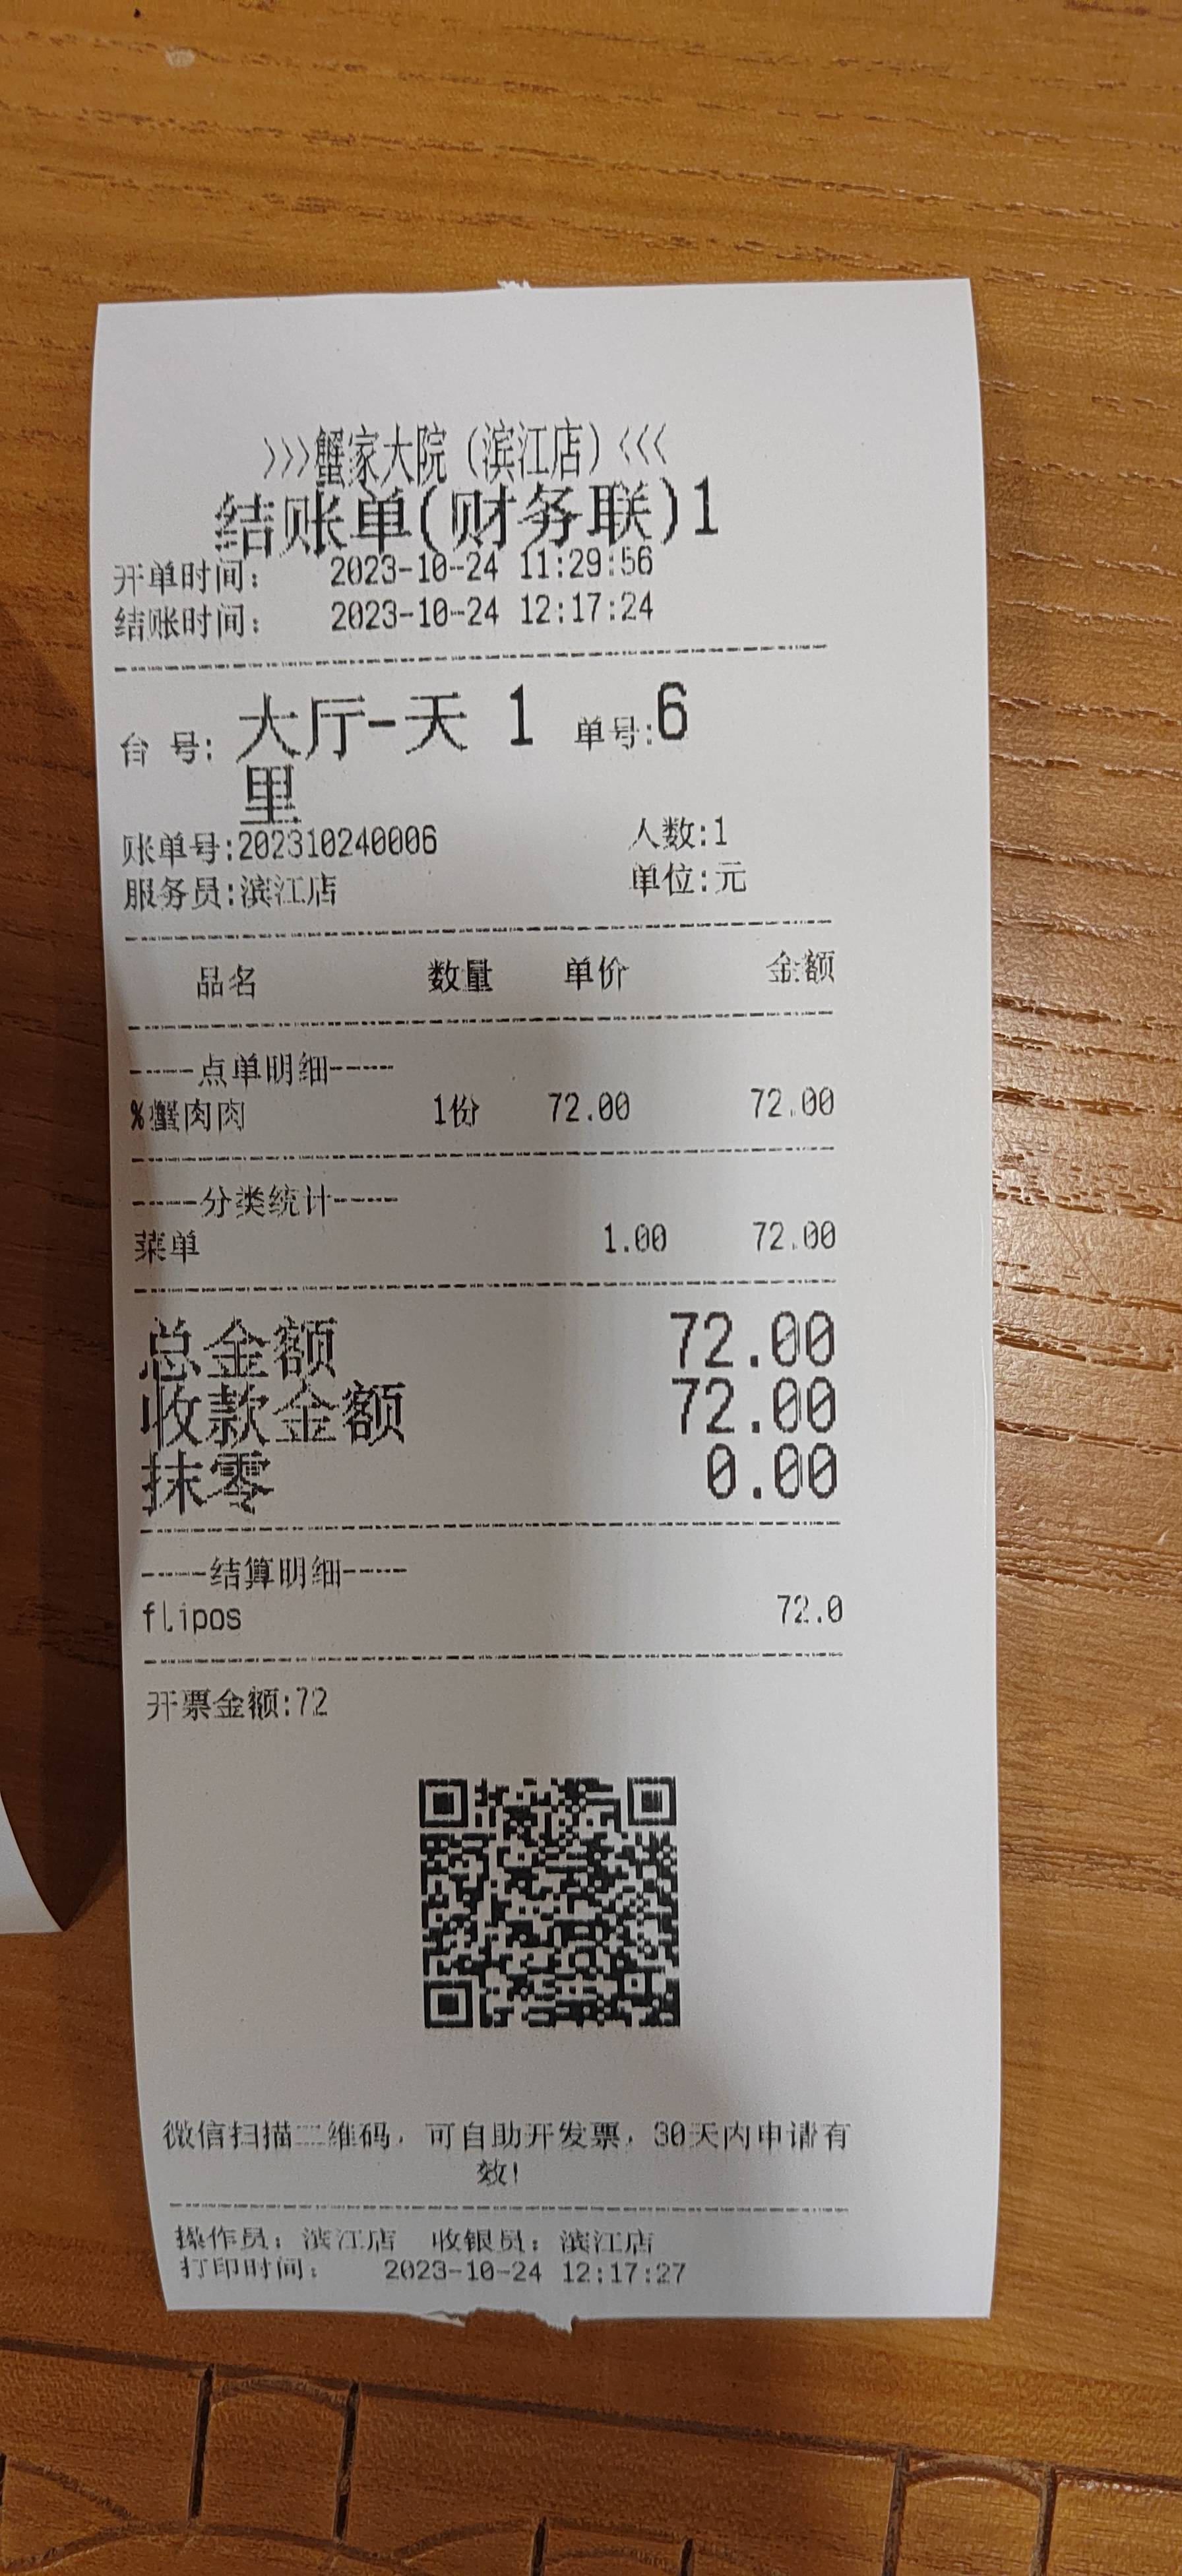 >>>蟹家大院（滨江店）<<<
结账单(财务联)1
开单时间: 2023-10-24 11:29:56
结账时间: 2023-10-24 12:17:24
台 号: 大厅-天 1 单号:6
里
账单号:202310240006 人数:1
服务员:滨江店 单位:元
品名 数量 单价 金额
-----点单明细-----
%蟹肉肉 1份 72.00 72.00
-----分类统计-----
菜单 1.00 72.00
总金额 72.00
收款金额 72.00
抹零 0.00
-----结算明细-----
flipos 72.0
开票金额:72
微信扫描二维码，可自助开发票，30天内申请有
效!
操作员: 滨江店 收银员: 滨江店
打印时间: 2023-10-24 12:17:27